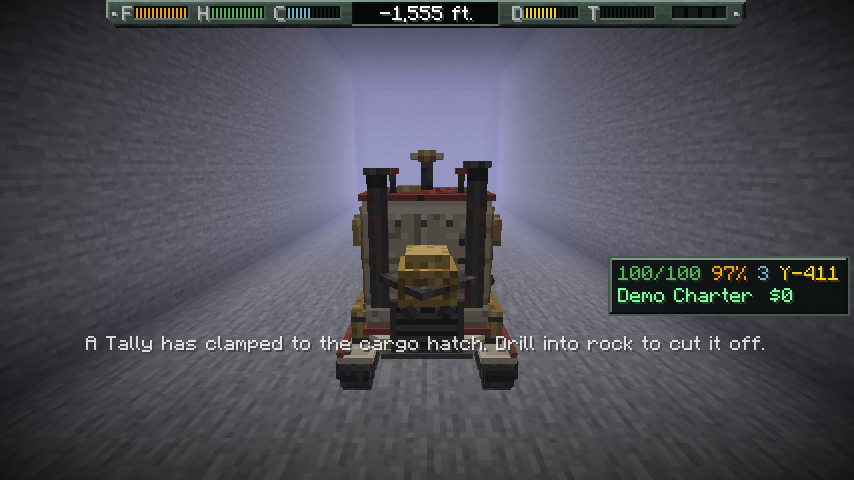 F H C -1,555 ft. D T
100/100 97% 3 Y-411
Demo Charter $0
A Tally has clamped to the cargo hatch. Drill into rock to cut it off.